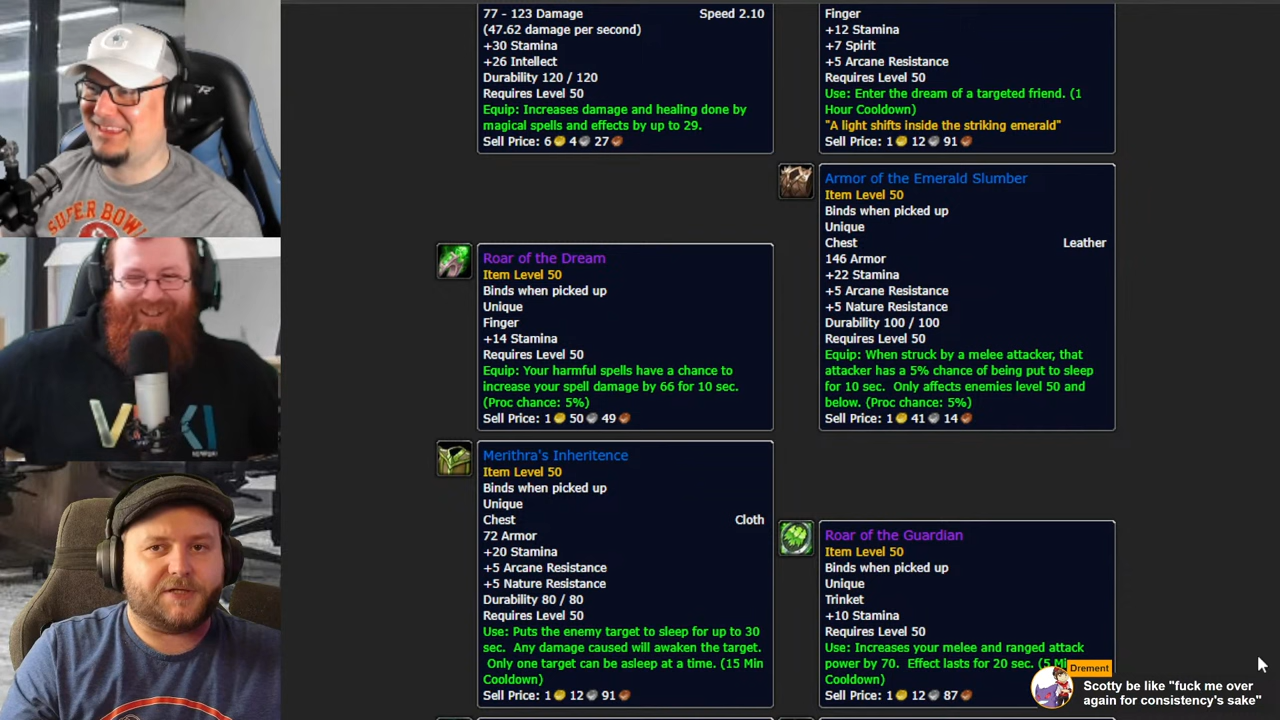 77 - 123 Damage Speed 2.10
(47.62 damage per second)
+30 Stamina
+26 Intellect
Durability 120 / 120
Requires Level 50
Equip: Increases damage and healing done by
magical spells and effects by up to 29.
Sell Price: 6 4 27
Finger
+12 Stamina
+7 Spirit
+5 Arcane Resistance
Requires Level 50
Use: Enter the dream of a targeted friend. (1
Hour Cooldown)
"A light shifts inside the striking emerald"
Sell Price: 1 12 91
Roar of the Dream
Item Level 50
Binds when picked up
Unique
Finger
+14 Stamina
Requires Level 50
Equip: Your harmful spells have a chance to
increase your spell damage by 66 for 10 sec.
(Proc chance: 5%)
Sell Price: 1 50 49
Armor of the Emerald Slumber
Item Level 50
Binds when picked up
Unique
Chest Leather
146 Armor
+22 Stamina
+5 Arcane Resistance
+5 Nature Resistance
Durability 100 / 100
Requires Level 50
Equip: When struck by a melee attacker, that
attacker has a 5% chance of being put to sleep
for 10 sec. Only affects enemies level 50 and
below. (Proc chance: 5%)
Sell Price: 1 41 14
Merithra's Inheritence
Item Level 50
Binds when picked up
Unique
Chest Cloth
72 Armor
+20 Stamina
+5 Arcane Resistance
+5 Nature Resistance
Durability 80 / 80
Requires Level 50
Use: Puts the enemy target to sleep for up to 30
sec. Any damage caused will awaken the target.
Only one target can be asleep at a time. (15 Min
Cooldown)
Sell Price: 1 12 91
Roar of the Guardian
Item Level 50
Binds when picked up
Unique
Trinket
+10 Stamina
Requires Level 50
Use: Increases your melee and ranged attack
power by 70. Effect lasts for 20 sec. (5
Cooldown)
Sell Price: 1 12 87
Drement
Scotty be like "fuck me over
again for consistency's sake"
SUPER BOWL